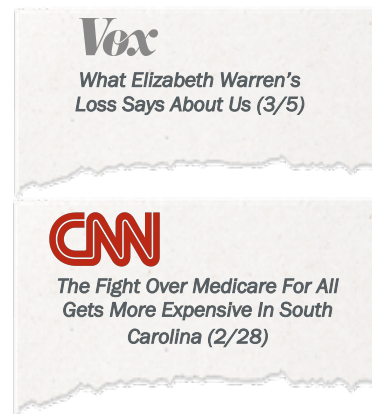 Vox
What Elizabeth Warren's
Loss Says About Us (3/5)
CNN
The Fight Over Medicare For All
Gets More Expensive In South
Carolina (2/28)